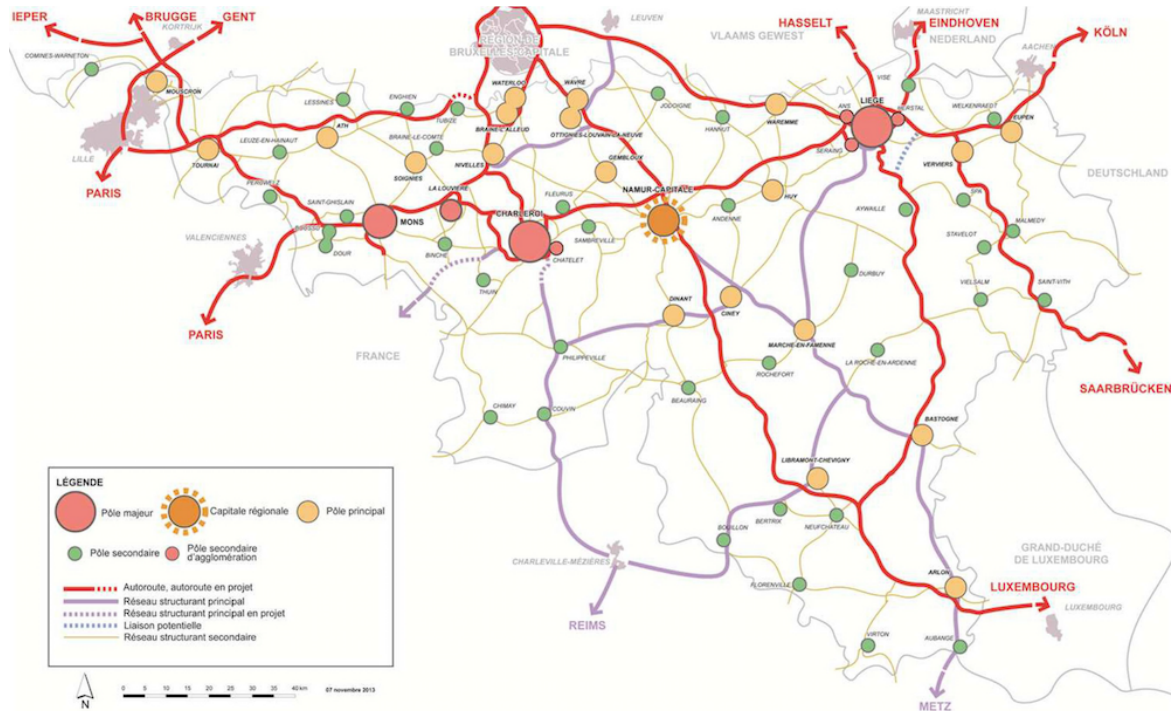 IEPER
BRUGGE
KORTRIJK
GENT
COMINES-WARNETON
MOUSCRON
LILLE
PARIS
TOURNAI
LEUZE-EN-HAINAUT
LESSINES
ATH
ENGHIEN
TUBIZE
BRAINE-LE-COMTE
SOIGNIES
PERUWELZ
SAINT-GHISLAIN
DOUR
MONS
VALENCIENNES
PARIS
RÉGION DE
BRUXELLES-CAPITALE
WATERLOO
BRAINE-L'ALLEUD
WAVRE
OTTIGNIES-LOUVAIN-LA-NEUVE
NIVELLES
LA LOUVIERE
BINCHE
THUIN
CHARLEROI
CHATELET
FLEURUS
SAMBREVILLE
GEMBLOUX
NAMUR-CAPITALE
LEUVEN
VLAAMS GEWEST
JODOIGNE
HANNUT
WAREMME
HUY
ANDENNE
HASSELT
MAASTRICHT
EINDHOVEN
NEDERLAND
AACHEN
KÖLN
VISE
ANS
LIEGE
HERSTAL
SERAING
WELKENRAEDT
EUPEN
VERVIERS
DEUTSCHLAND
SPA
MALMEDY
STAVELOT
AYWAILLE
VIELSALM
SAINT-VITH
SAARBRÜCKEN
DURBUY
DINANT
CINEY
MARCHE-EN-FAMENNE
LA ROCHE-EN-ARDENNE
ROCHEFORT
PHILIPPEVILLE
FRANCE
CHIMAY
COUVIN
BEAURAING
BASTOGNE
LIBRAMONT-CHEVIGNY
BERTRIX
NEUFCHATEAU
BOUILLON
CHARLEVILLE-MÉZIÈRES
REIMS
FLORENVILLE
VIRTON
ARLON
AUBANGE
METZ
GRAND-DUCHÉ
DE LUXEMBOURG
LUXEMBOURG
LUXEMBOURG
LÉGENDE
Pôle majeur
Capitale régionale
Pôle principal
Pôle secondaire
Pôle secondaire
d'agglomération
Autoroute, autoroute en projet
Réseau structurant principal
Réseau structurant principal en projet
Liaison potentielle
Réseau structurant secondaire
N
0 5 10 15 20 25 30 35 40 km
07 novembre 2013